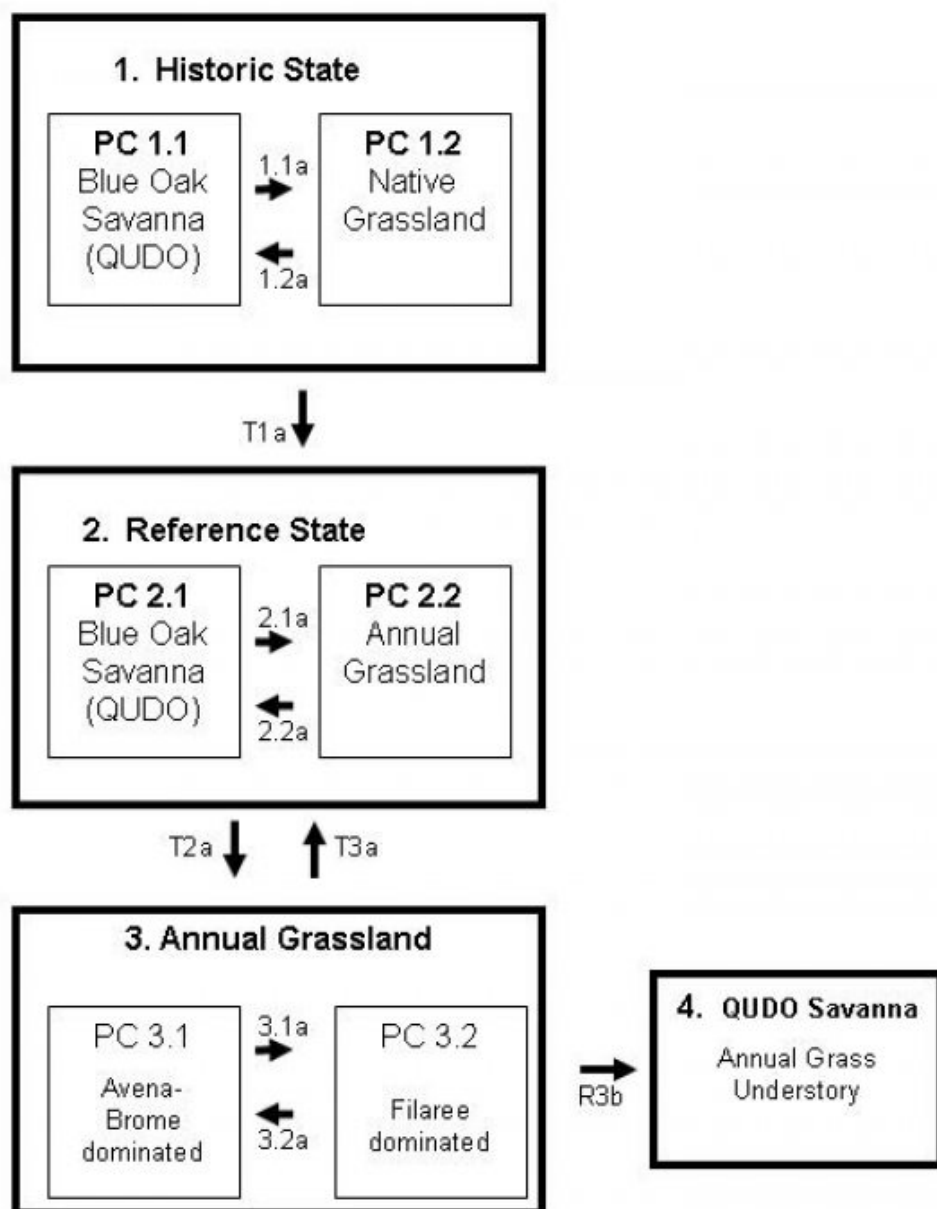 1. Historic State
PC 1.1
Blue Oak
Savanna
(QUDO)
1.1a
1.2a
PC 1.2
Native
Grassland
T1a
2. Reference State
PC 2.1
Blue Oak
Savanna
(QUDO)
2.1a
2.2a
PC 2.2
Annual
Grassland
T2a
T3a
3. Annual Grassland
PC 3.1
Avena-
Brome
dominated
3.1a
3.2a
PC 3.2
Filaree
dominated
R3b
4. QUDO Savanna
Annual Grass
Understory